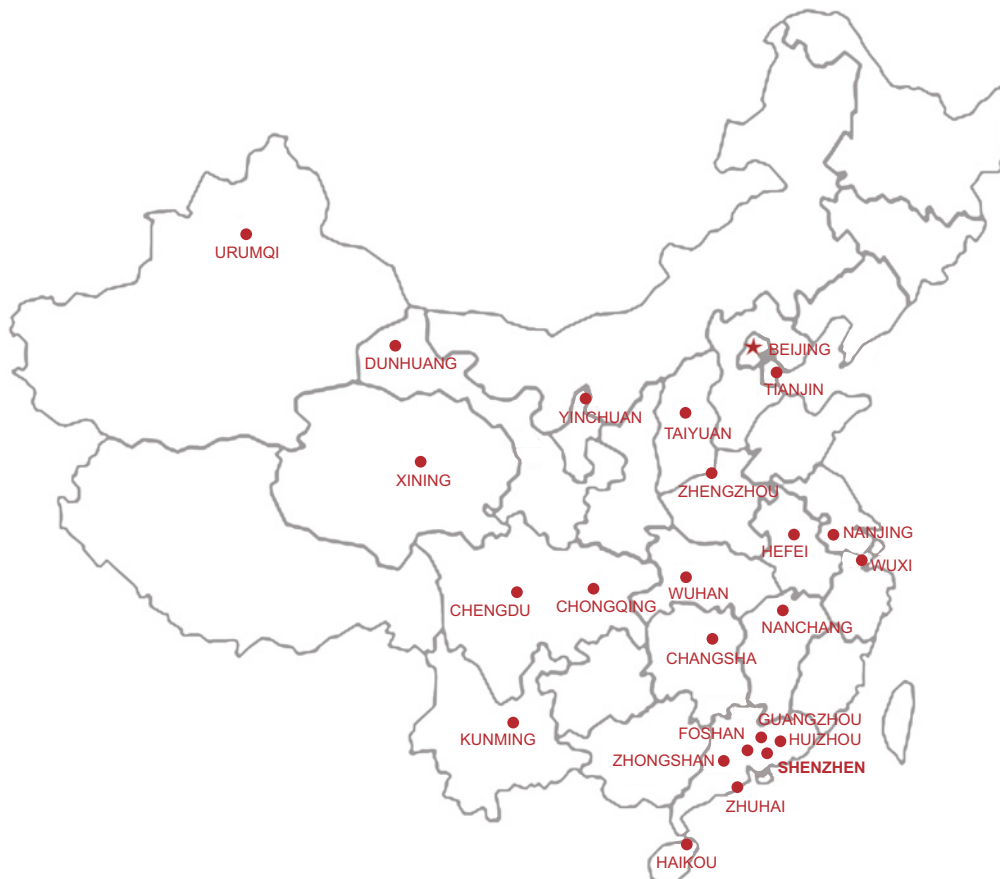 URUMQI
BEIJING
DUNHUANG
TIANJIN
YINCHUAN
TAIYUAN
XINING
ZHENGZHOU
NANJING
HEFEI
WUXI
WUHAN
CHONGQING
CHENGDU
NANCHANG
CHANGSHA
GUANGZHOU
FOSHAN
HUIZHOU
KUNMING
ZHONGSHAN
SHENZHEN
ZHUHAI
HAIKOU